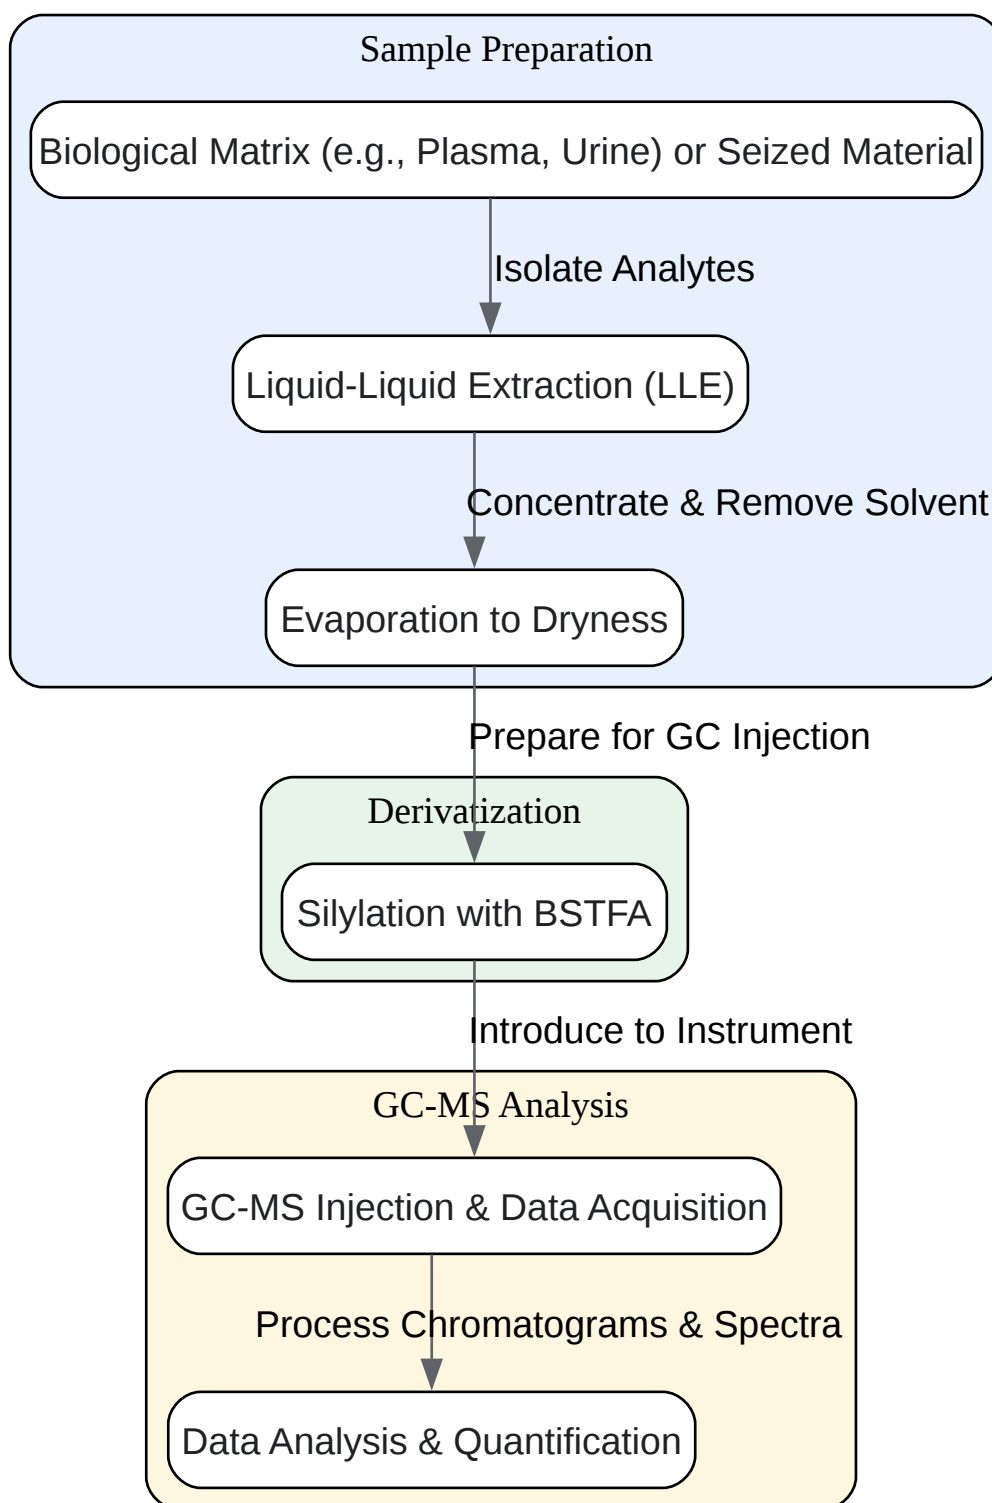 Sample Preparation
Biological Matrix (e.g., Plasma, Urine) or Seized Material
Isolate Analytes
Liquid-Liquid Extraction (LLE)
Concentrate & Remove Solvent
Evaporation to Dryness
Prepare for GC Injection
Derivatization
Silylation with BSTFA
Introduce to Instrument
GC-MS Analysis
GC-MS Injection & Data Acquisition
Process Chromatograms & Spectra
Data Analysis & Quantification